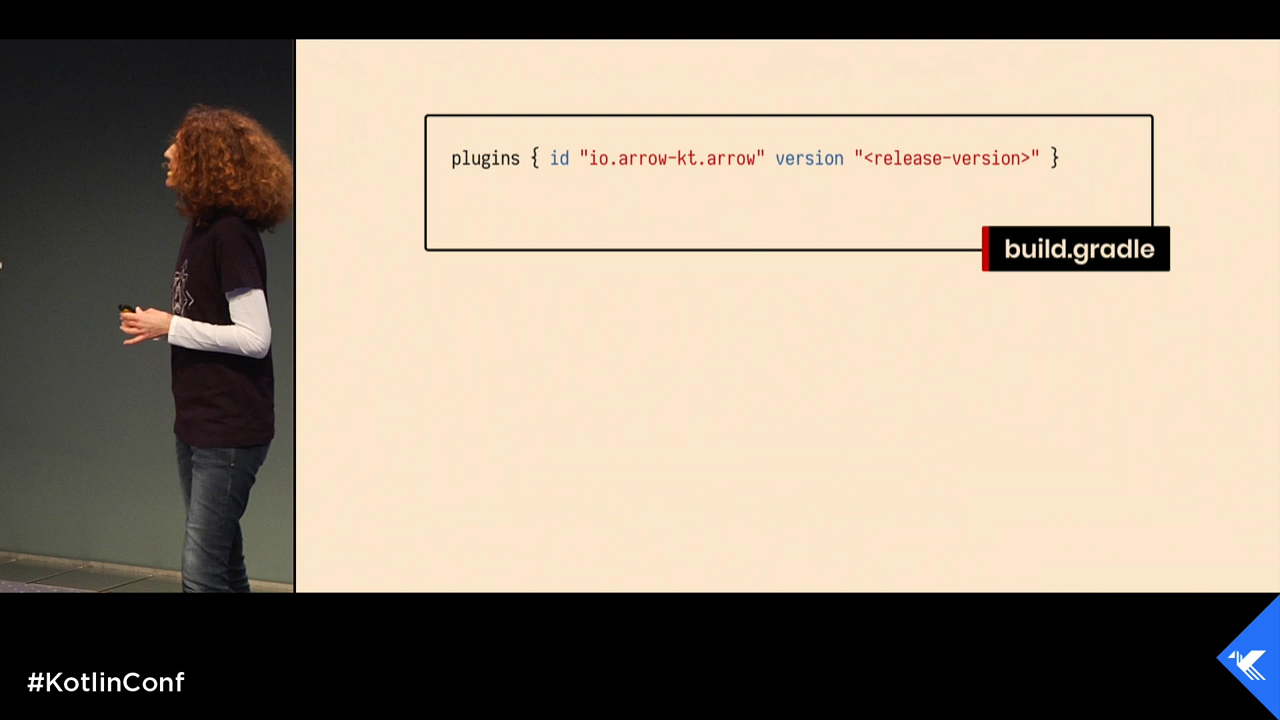 plugins { id "io.arrow-kt.arrow" version "<release-version>" }
build.gradle
#KotlinConf